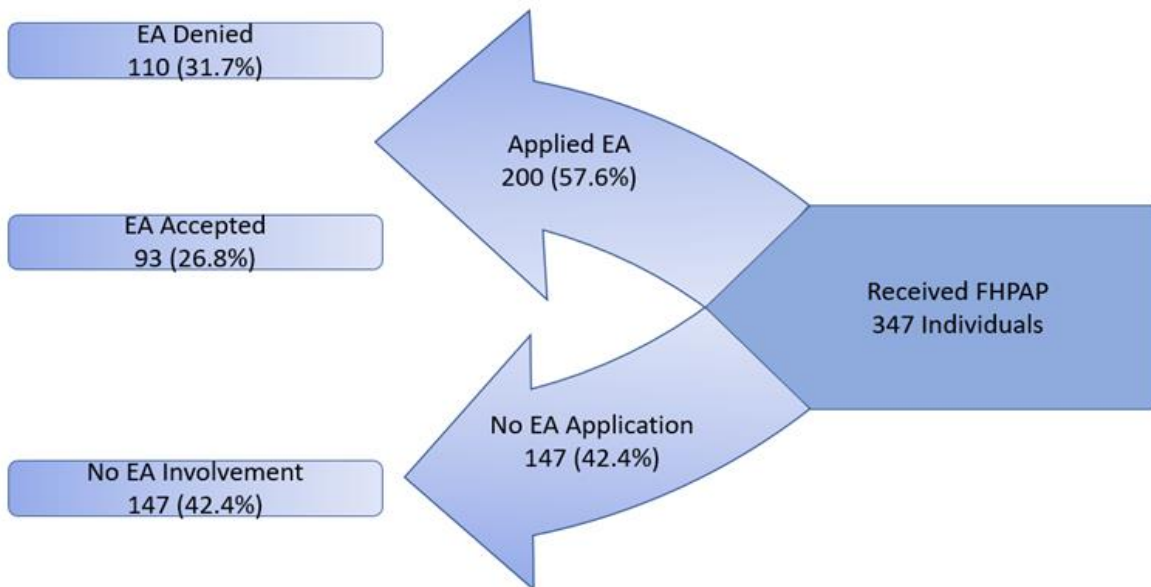 EA Denied
110 (31.7%)
Applied EA
200 (57.6%)
EA Accepted
93 (26.8%)
Received FHPAP
347 Individuals
No EA Application
147 (42.4%)
No EA Involvement
147 (42.4%)